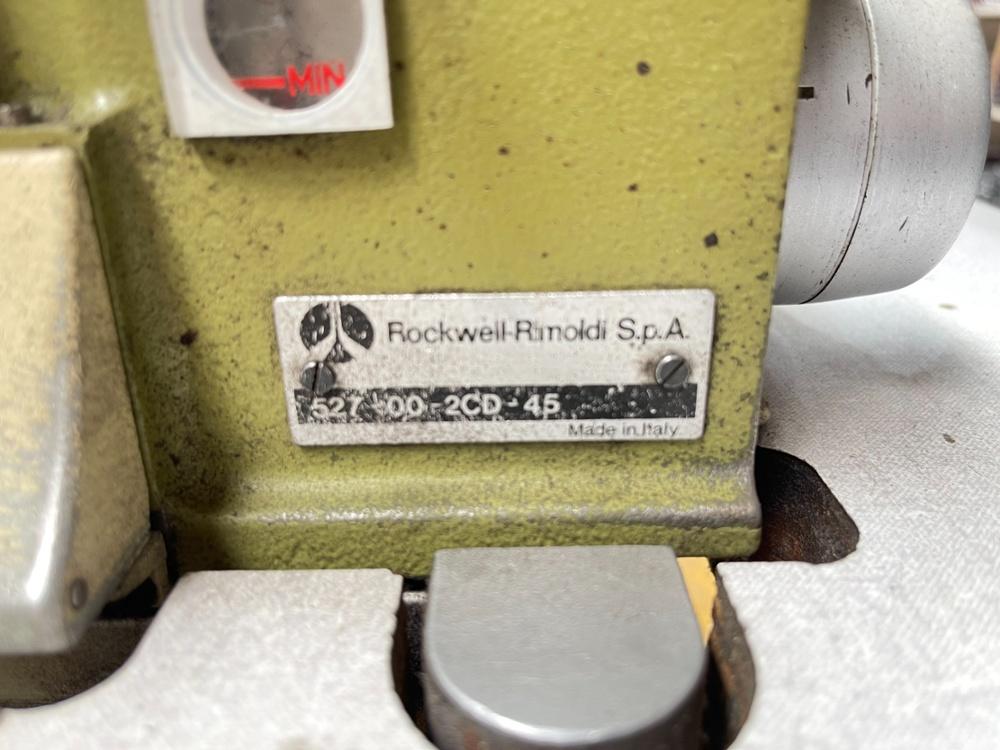 MIN
Rockwell-Rimoldi S.p.A.
527-00-2CD-45
Made in Italy